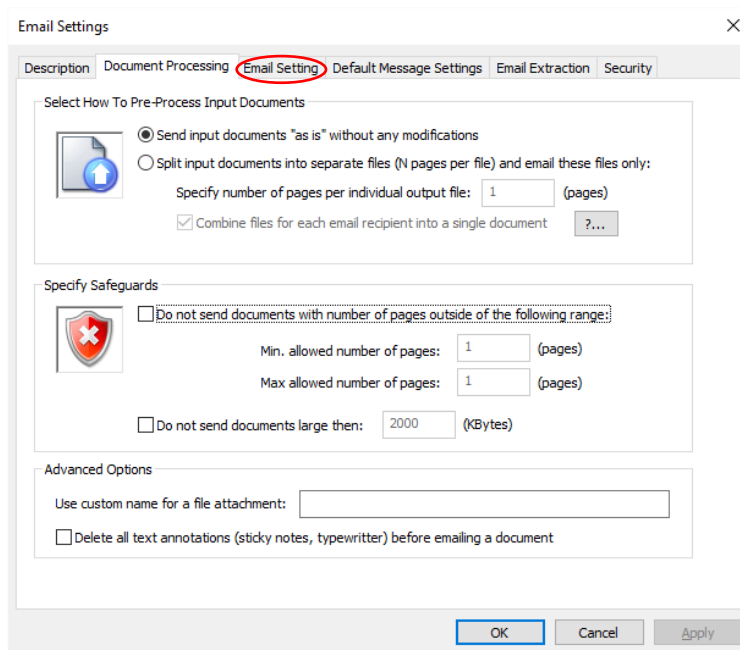 Email Settings
Description Document Processing Email Setting Default Message Settings Email Extraction Security
Select How To Pre-Process Input Documents
Send input documents "as is" without any modifications
Split input documents into separate files (N pages per file) and email these files only:
Specify number of pages per individual output file: 1 (pages)
Combine files for each email recipient into a single document ?...
Specify Safeguards
Do not send documents with number of pages outside of the following range:
Min. allowed number of pages: 1 (pages)
Max allowed number of pages: 1 (pages)
Do not send documents large then: 2000 (KBytes)
Advanced Options
Use custom name for a file attachment:
Delete all text annotations (sticky notes, typewritter) before emailing a document
OK Cancel Apply